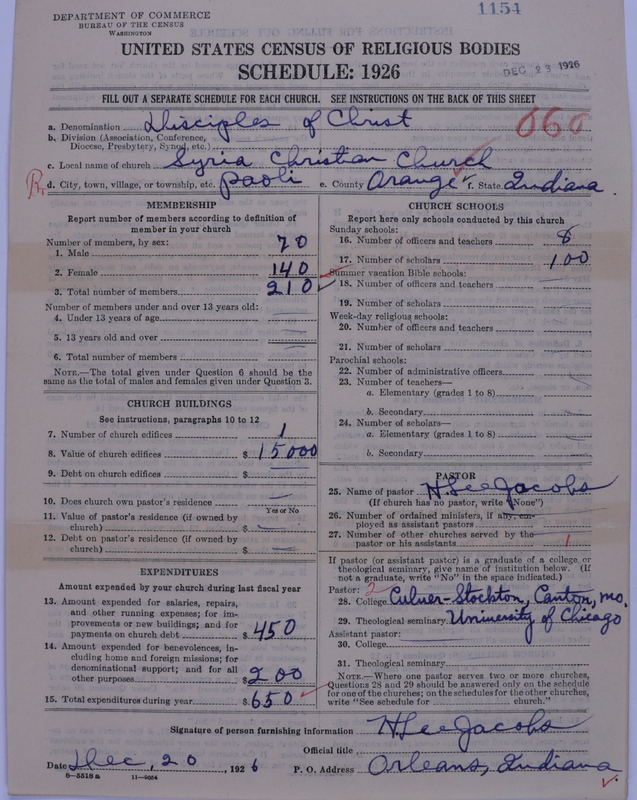 1154
DEPARTMENT OF COMMERCE
BUREAU OF THE CENSUS
WASHINGTON
UNITED STATES CENSUS OF RELIGIOUS BODIES
SCHEDULE: 1926
DEC 23 1926
FILL OUT A SEPARATE SCHEDULE FOR EACH CHURCH. SEE INSTRUCTIONS ON THE BACK OF THIS SHEET
060
a. Denomination Disciples of Christ
b. Division (Association, Conference, Diocese, Presbytery, Synod, etc.)
c. Local name of church Syria Christian Church
R. d. City, town, village, or township, etc. Paoli e. County Orange f. State Indiana
MEMBERSHIP
Report number of members according to definition of member in your church
Number of members, by sex:
1. Male 70
2. Female 140
3. Total number of members 210
Number of members under and over 13 years old:
4. Under 13 years of age
5. 13 years old and over
6. Total number of members
NOTE.—The total given under Question 6 should be the same as the total of males and females given under Question 3.
CHURCH BUILDINGS
See instructions, paragraphs 10 to 12
7. Number of church edifices 1
8. Value of church edifices $ 15000
9. Debt on church edifices $
10. Does church own pastor's residence
Yes or No
11. Value of pastor's residence (if owned by church) $
12. Debt on pastor's residence (if owned by church) $
EXPENDITURES
Amount expended by your church during last fiscal year
13. Amount expended for salaries, repairs, and other running expenses; for improvements or new buildings; and for payments on church debt $ 450
14. Amount expended for benevolences, including home and foreign missions; for denominational support; and for all other purposes $ 200
15. Total expenditures during year $ 650
CHURCH SCHOOLS
Report here only schools conducted by this church
Sunday schools:
16. Number of officers and teachers 8
17. Number of scholars 100
Summer vacation Bible schools:
18. Number of officers and teachers
19. Number of scholars
Week-day religious schools:
20. Number of officers and teachers
21. Number of scholars
Parochial schools:
22. Number of administrative officers
23. Number of teachers—
a. Elementary (grades 1 to 8)
b. Secondary
24. Number of scholars—
a. Elementary (grades 1 to 8)
b. Secondary
PASTOR
25. Name of pastor H Lee Jacobs
(If church has no pastor, write "None")
26. Number of ordained ministers, if any, employed as assistant pastors
27. Number of other churches served by the pastor or his assistants 1
If pastor (or assistant pastor) is a graduate of a college or theological seminary, give name of institution below. (If not a graduate, write "No" in the space indicated.)
Pastor: 2
28. College Culver-Stockton, Canton, Mo.
29. Theological seminary University of Chicago
Assistant pastor:
30. College
31. Theological seminary
NOTE.—Where one pastor serves two or more churches, Questions 28 and 29 should be answered only on the schedule for one of the churches; on the schedules for the other churches, write "See schedule for church."
Signature of person furnishing information H Lee Jacobs
Official title
Date Dec, 20, 1926 P. O. Address Orleans, Indiana
6-5518a 11-9084